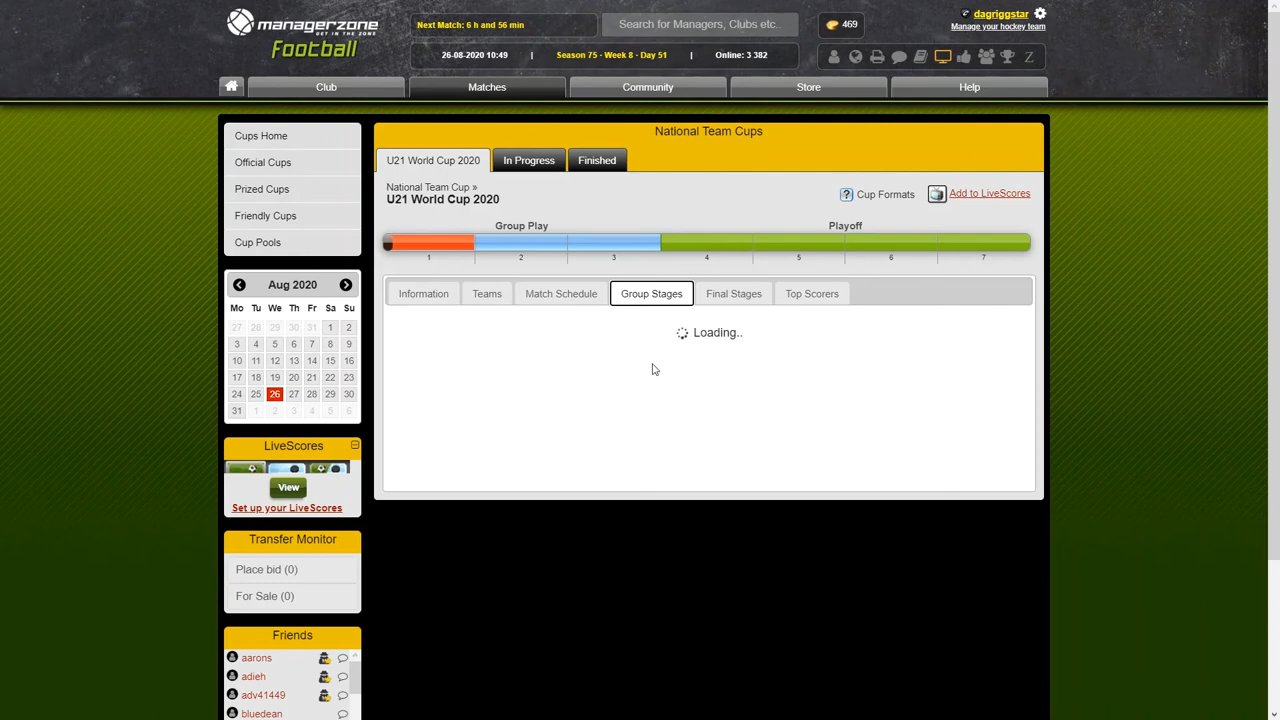 managerzone
GET IN THE ZONE
Football
Next Match: 6 h and 56 min
Search for Managers, Clubs etc..
469
dagriggstar
Manage your hockey team
26-08-2020 10:49 | Season 75 - Week 8 - Day 51 | Online: 3 382
Club
Matches
Community
Store
Help
Cups Home
Official Cups
Prized Cups
Friendly Cups
Cup Pools
Aug 2020
Mo Tu We Th Fr Sa Su
27 28 29 30 31 1 2
3 4 5 6 7 8 9
10 11 12 13 14 15 16
17 18 19 20 21 22 23
24 25 26 27 28 29 30
31 1 2 3 4 5 6
LiveScores
View
Set up your LiveScores
Transfer Monitor
Place bid (0)
For Sale (0)
Friends
aarons
adieh
adv41449
bluedean
National Team Cups
U21 World Cup 2020
In Progress
Finished
National Team Cup »
U21 World Cup 2020
? Cup Formats
Add to LiveScores
Group Play
Playoff
1 2 3 4 5 6 7
Information
Teams
Match Schedule
Group Stages
Final Stages
Top Scorers
Loading..